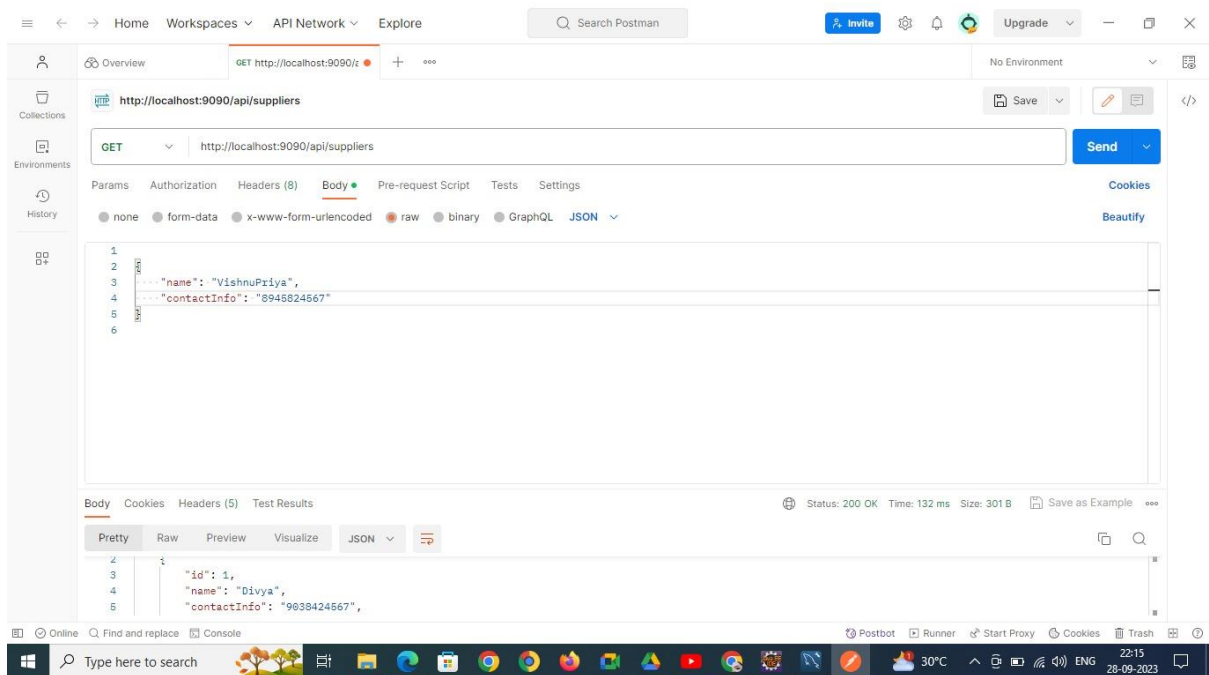 Home Workspaces API Network Explore Search Postman Invite Upgrade
Overview GET http://localhost:9090/a No Environment
HTTP http://localhost:9090/api/suppliers Save
Collections
GET http://localhost:9090/api/suppliers Send
Environments
Params Authorization Headers (8) Body Pre-request Script Tests Settings Cookies
History
none form-data x-www-form-urlencoded raw binary GraphQL JSON Beautify
1
2 {
3 "name": "VishnuPriya",
4 "contactInfo": "8945824567"
5 }
6
Body Cookies Headers (5) Test Results Status: 200 OK Time: 132 ms Size: 301 B Save as Example
Pretty Raw Preview Visualize JSON
2 {
3 "id": 1,
4 "name": "Divya",
5 "contactInfo": "9038424567",
Online Find and replace Console Postbot Runner Start Proxy Cookies Trash
Type here to search 30°C ENG 22:15
28-09-2023